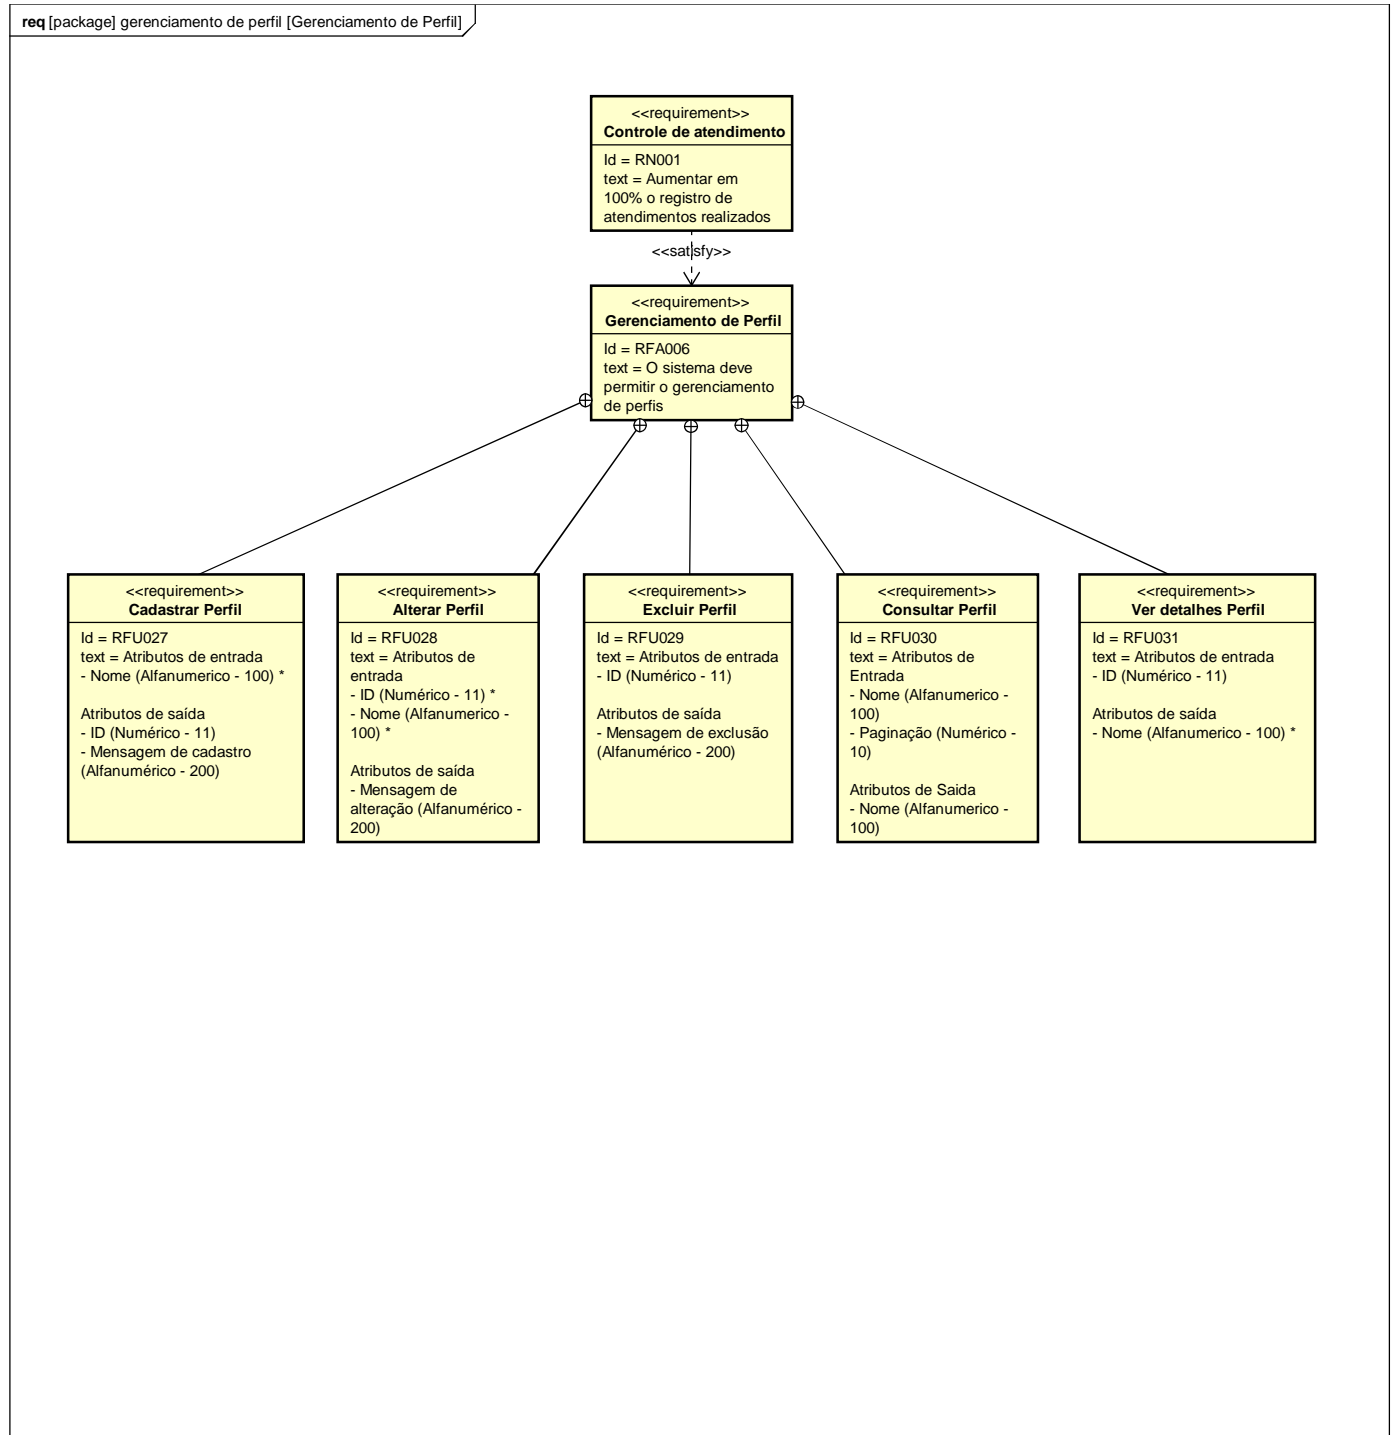 req [package] gerenciamento de perfil [Gerenciamento de Perfil]
<<requirement>>
Controle de atendimento
Id = RN001
text = Aumentar em
100% o registro de
atendimentos realizados
<<satisfy>>
<<requirement>>
Gerenciamento de Perfil
Id = RFA006
text = O sistema deve
permitir o gerenciamento
de perfis
<<requirement>>
Cadastrar Perfil
Id = RFU027
text = Atributos de entrada
- Nome (Alfanumerico - 100) *
Atributos de saída
- ID (Numérico - 11)
- Mensagem de cadastro
(Alfanumérico - 200)
<<requirement>>
Alterar Perfil
Id = RFU028
text = Atributos de
entrada
- ID (Numérico - 11) *
- Nome (Alfanumerico -
100) *
Atributos de saída
- Mensagem de
alteração (Alfanumérico -
200)
<<requirement>>
Excluir Perfil
Id = RFU029
text = Atributos de entrada
- ID (Numérico - 11)
Atributos de saída
- Mensagem de exclusão
(Alfanumérico - 200)
<<requirement>>
Consultar Perfil
Id = RFU030
text = Atributos de
Entrada
- Nome (Alfanumerico -
100)
- Paginação (Numérico -
10)
Atributos de Saida
- Nome (Alfanumerico -
100)
<<requirement>>
Ver detalhes Perfil
Id = RFU031
text = Atributos de entrada
- ID (Numérico - 11)
Atributos de saída
- Nome (Alfanumerico - 100) *